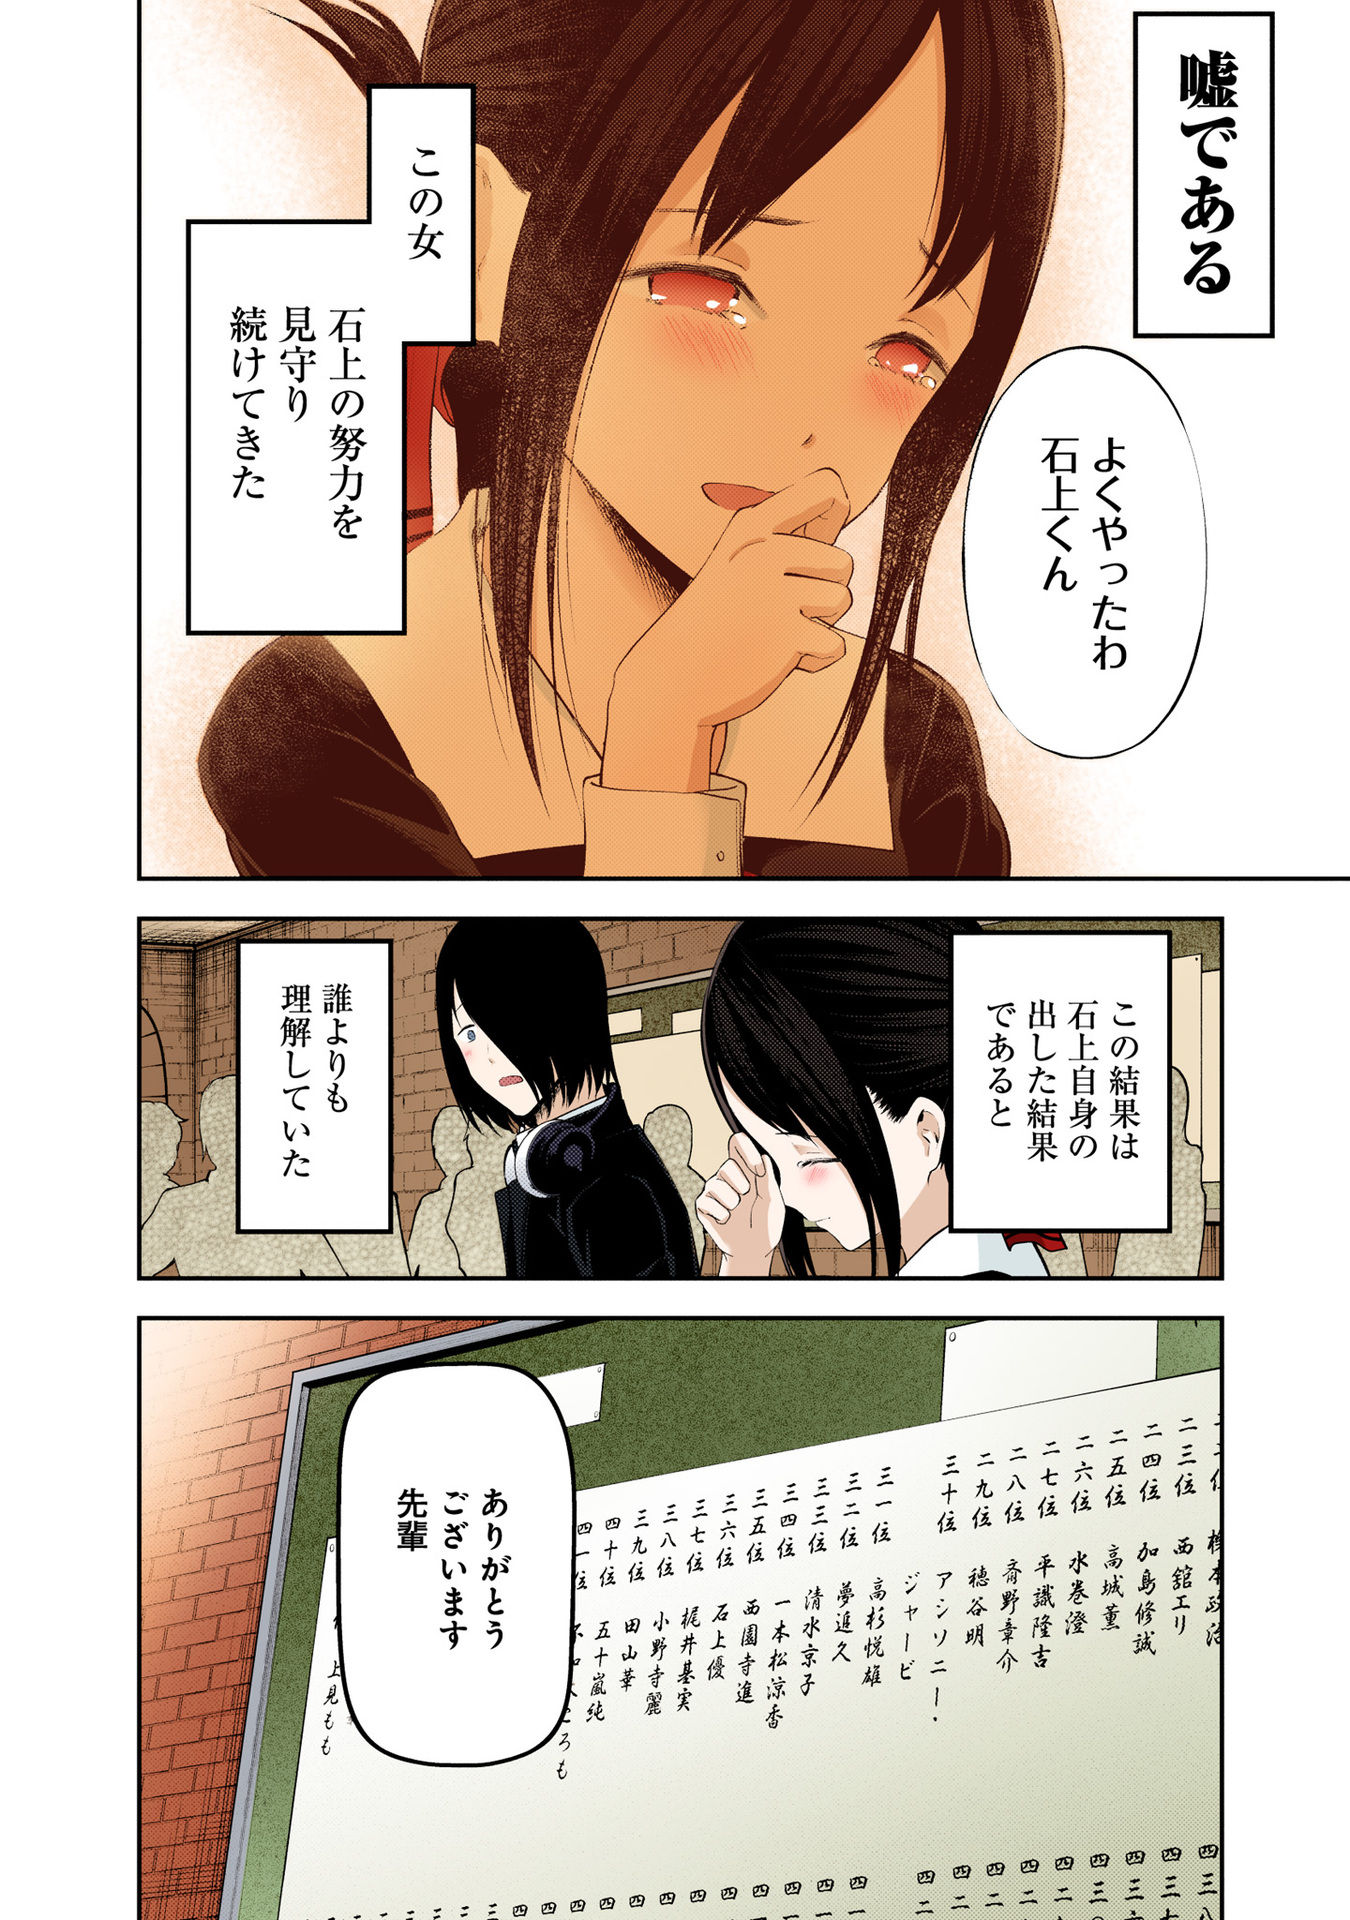 嘘である
よくやったわ
石上くん
この女
石上の努力を
見守り
続けてきた
この結果は
石上自身の
出した結果
であると
誰よりも
理解していた
ありがとう
ございます
先輩
二三位 西舘エリ
二四位 加島修誠
二五位 高城薫
二六位 水巻澄
二七位 平識隆吉
二八位 斎野章介
二九位 穂谷明
三十位 アシソニー・
ジャービ
三一位 高杉悦雄
三二位 夢進久
三三位 清水京子
三四位 一本松涼香
三五位 西園寺進
三六位 石上優
三七位 梶井基実
三八位 小野寺麗
三九位 田山華
四十位 五十嵐純
上見もも